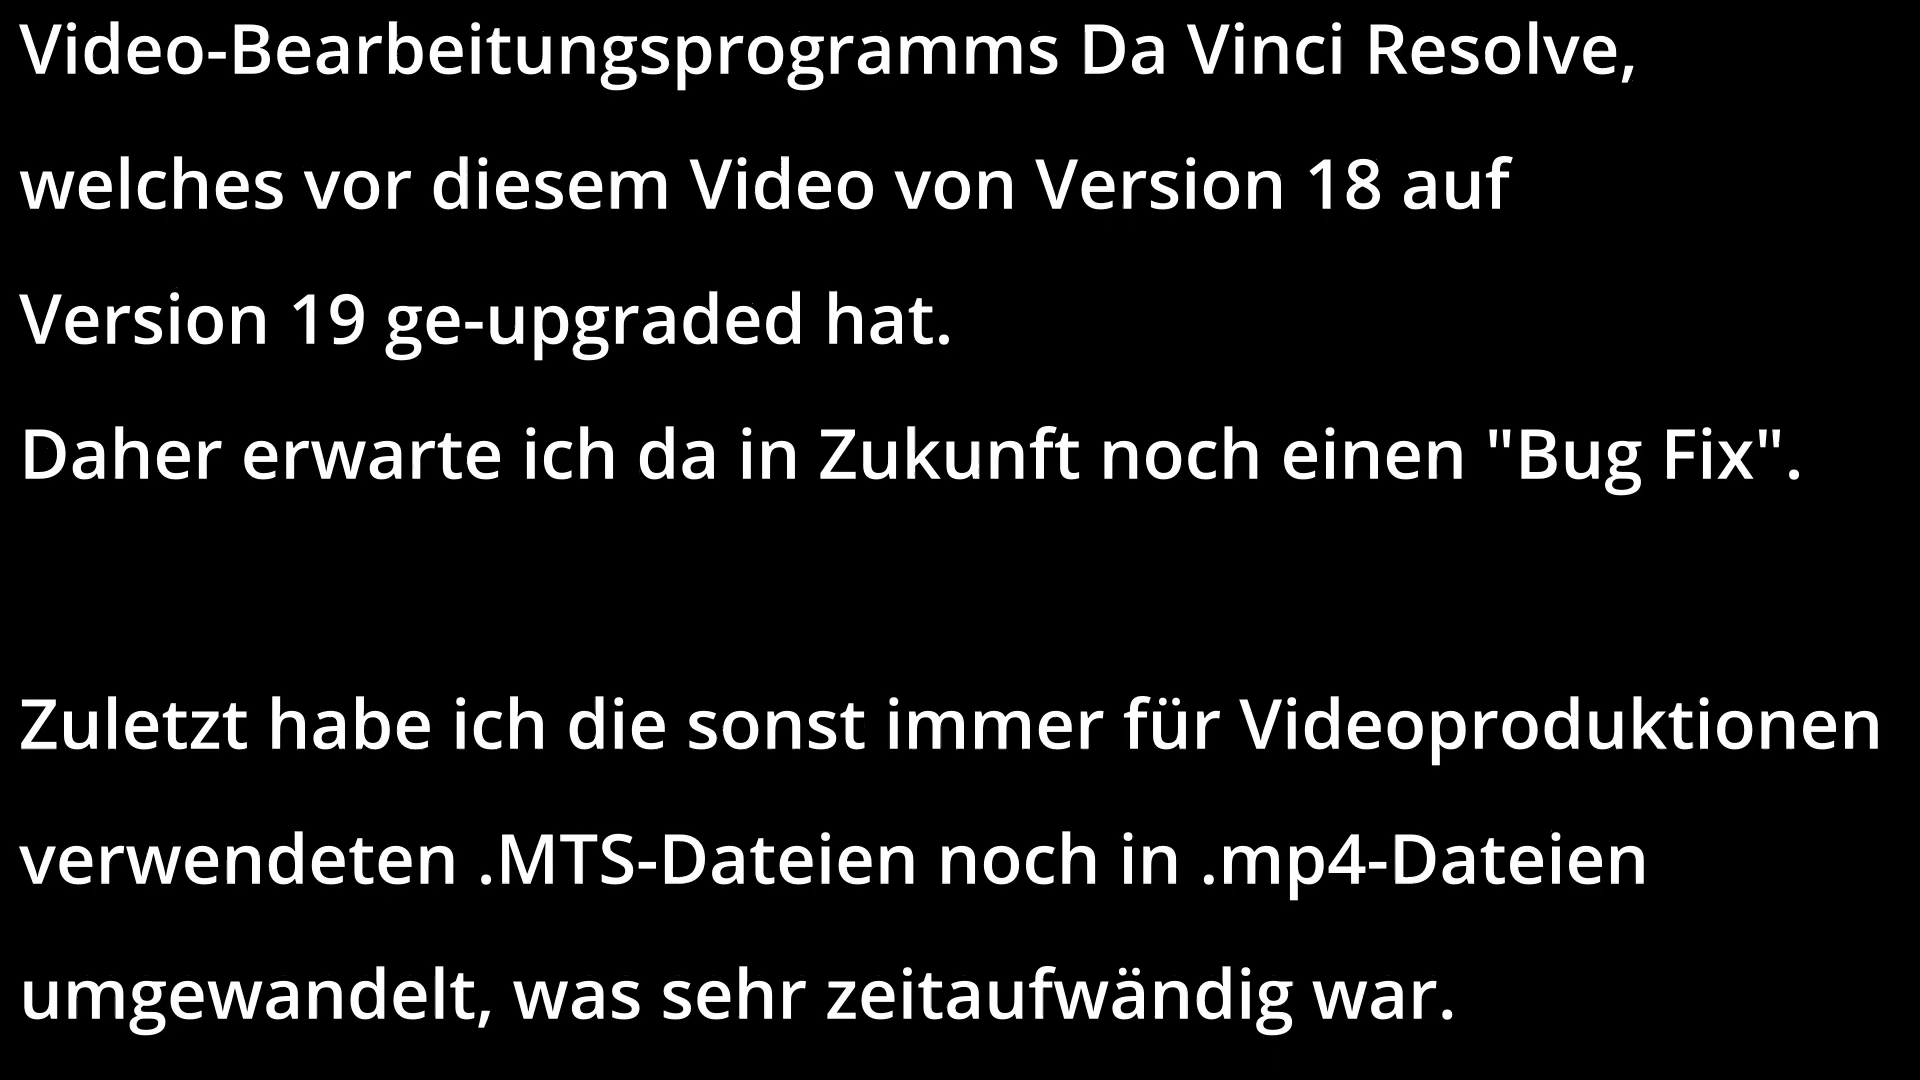 Video-Bearbeitungsprogramms Da Vinci Resolve,
welches vor diesem Video von Version 18 auf
Version 19 ge-upgraded hat.
Daher erwarte ich da in Zukunft noch einen "Bug Fix".
Zuletzt habe ich die sonst immer für Videoproduktionen
verwendeten .MTS-Dateien noch in .mp4-Dateien
umgewandelt, was sehr zeitaufwändig war.